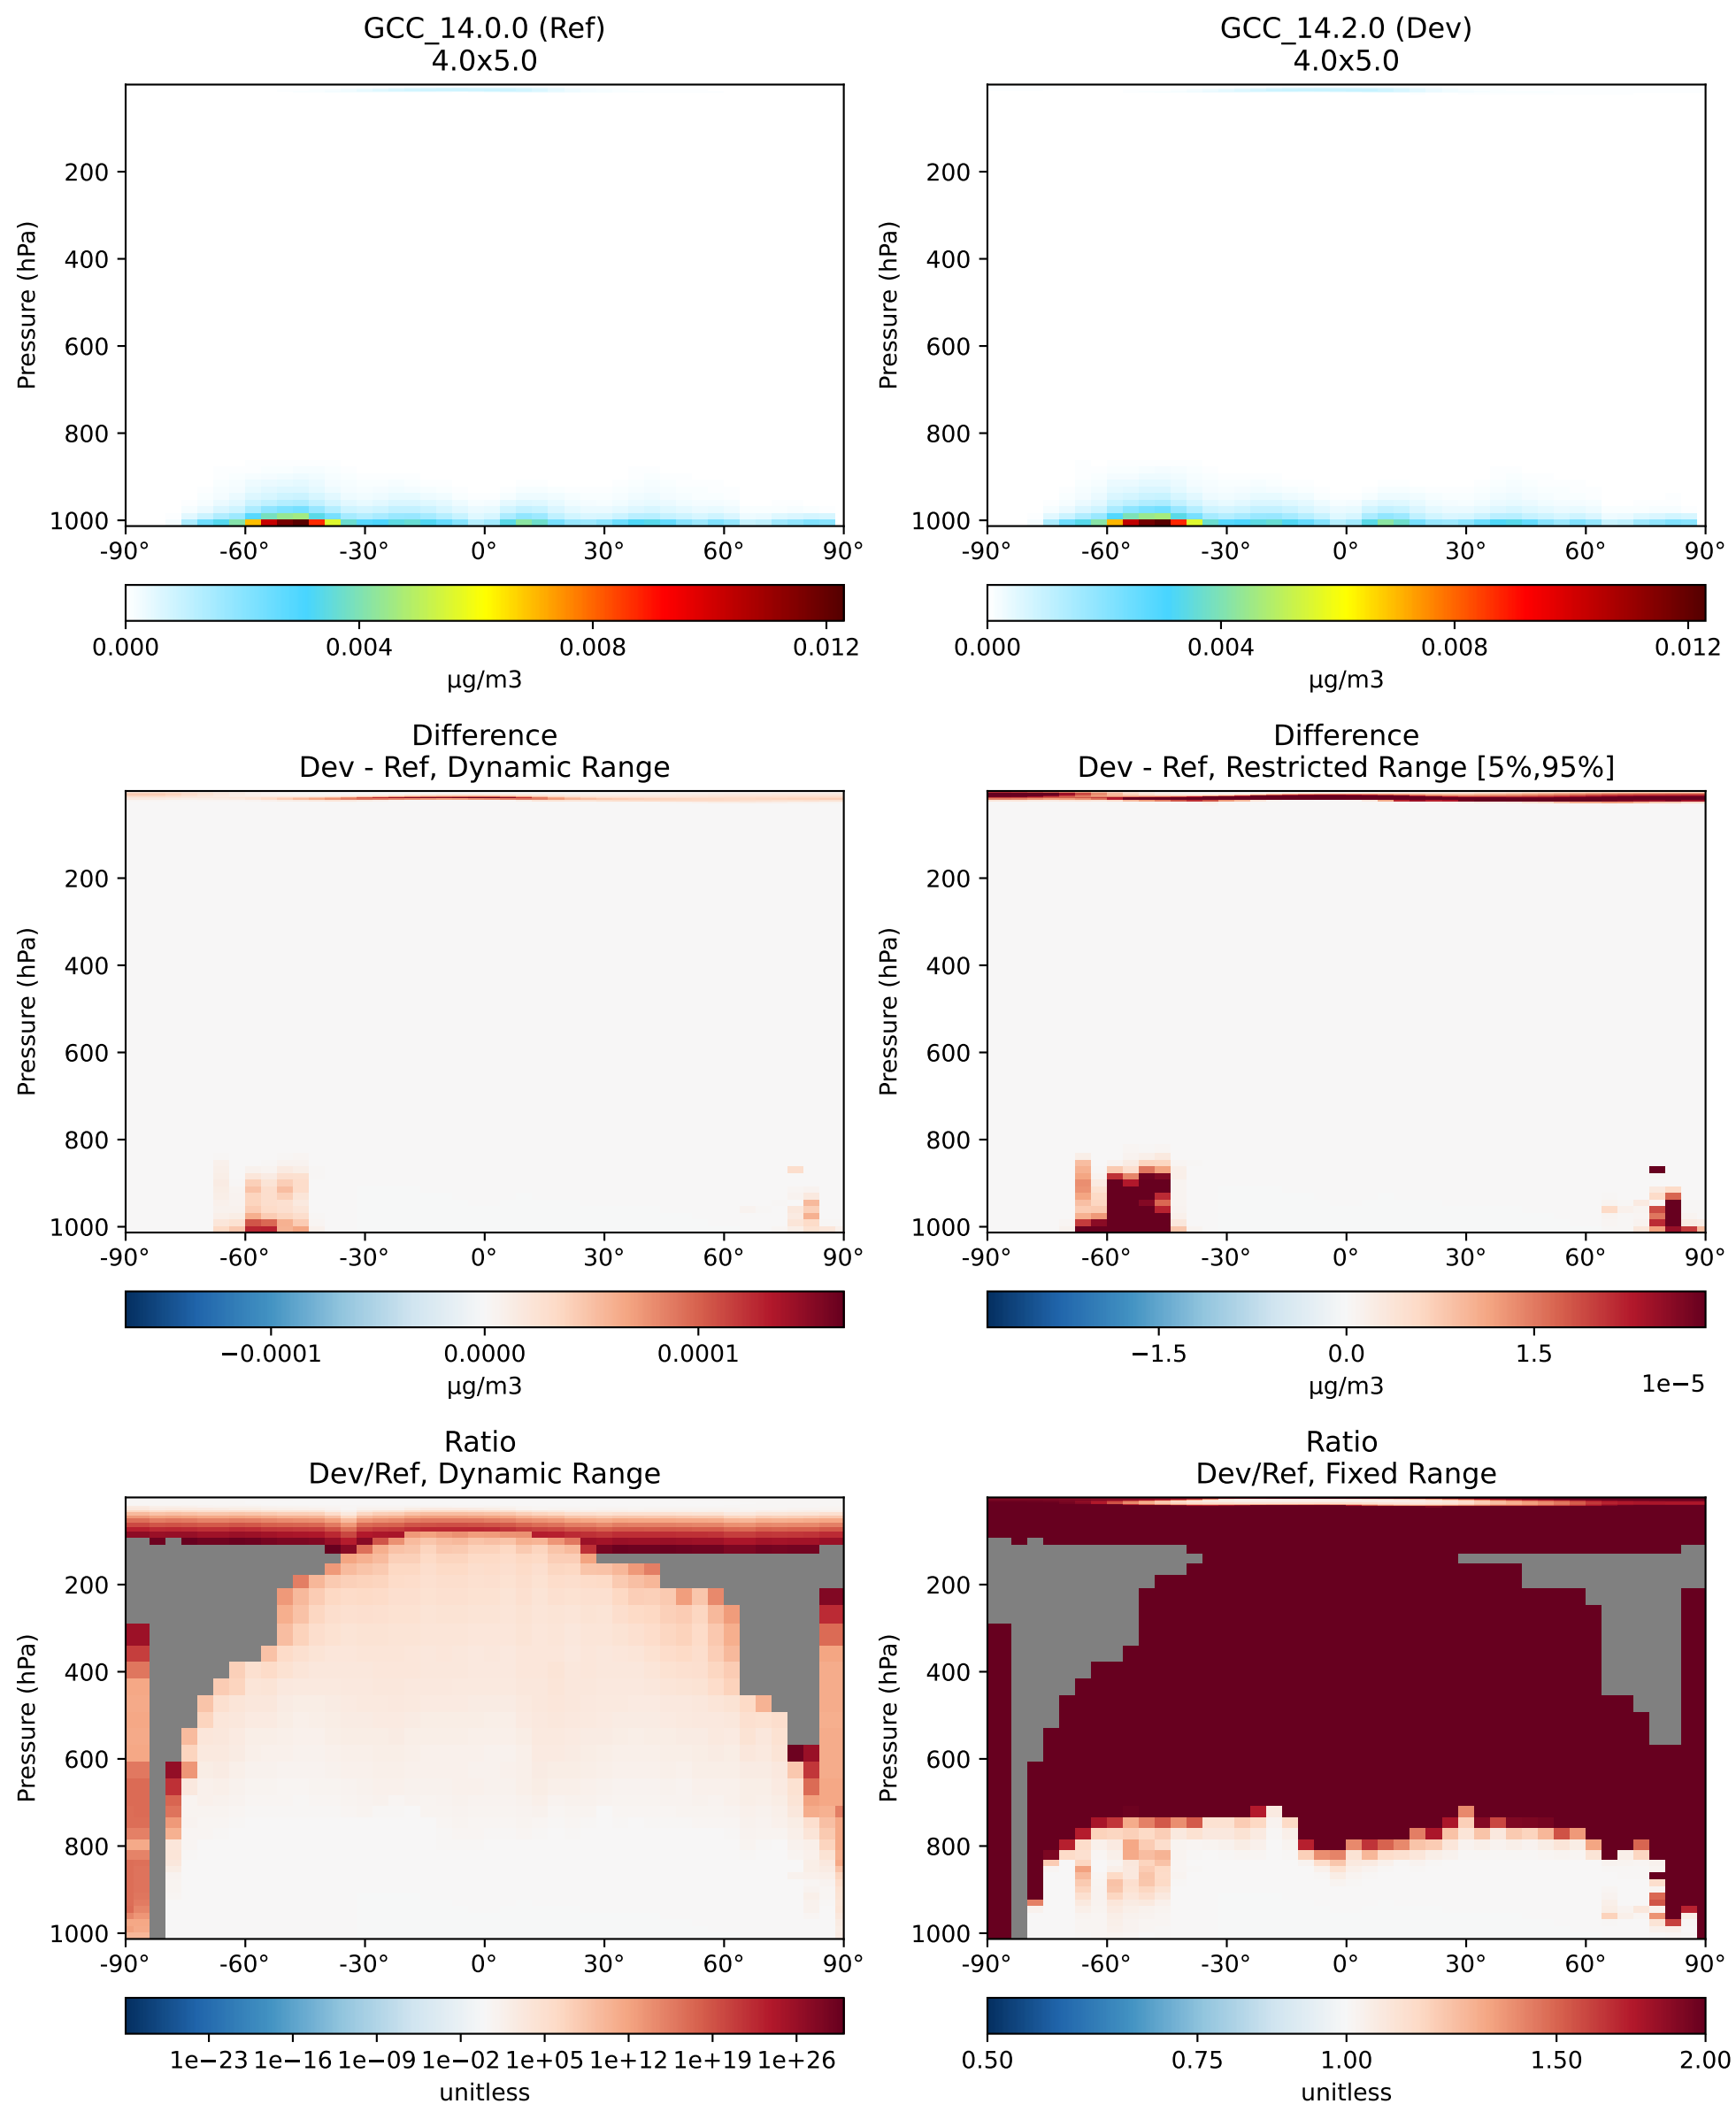 GCC_14.0.0 (Ref)
4.0x5.0
Pressure (hPa)
200
400
600
800
1000
-90° -60° -30° 0° 30° 60° 90°
0.000 0.004 0.008 0.012
µg/m3
GCC_14.2.0 (Dev)
4.0x5.0
Pressure (hPa)
200
400
600
800
1000
-90° -60° -30° 0° 30° 60° 90°
0.000 0.004 0.008 0.012
µg/m3
Difference
Dev - Ref, Dynamic Range
Pressure (hPa)
200
400
600
800
1000
-90° -60° -30° 0° 30° 60° 90°
−0.0001 0.0000 0.0001
µg/m3
Difference
Dev - Ref, Restricted Range [5%,95%]
Pressure (hPa)
200
400
600
800
1000
-90° -60° -30° 0° 30° 60° 90°
−1.5 0.0 1.5
1e−5
µg/m3
Ratio
Dev/Ref, Dynamic Range
Pressure (hPa)
200
400
600
800
1000
-90° -60° -30° 0° 30° 60° 90°
1e−23 1e−16 1e−09 1e−02 1e+05 1e+12 1e+19 1e+26
unitless
Ratio
Dev/Ref, Fixed Range
Pressure (hPa)
200
400
600
800
1000
-90° -60° -30° 0° 30° 60° 90°
0.50 0.75 1.00 1.50 2.00
unitless